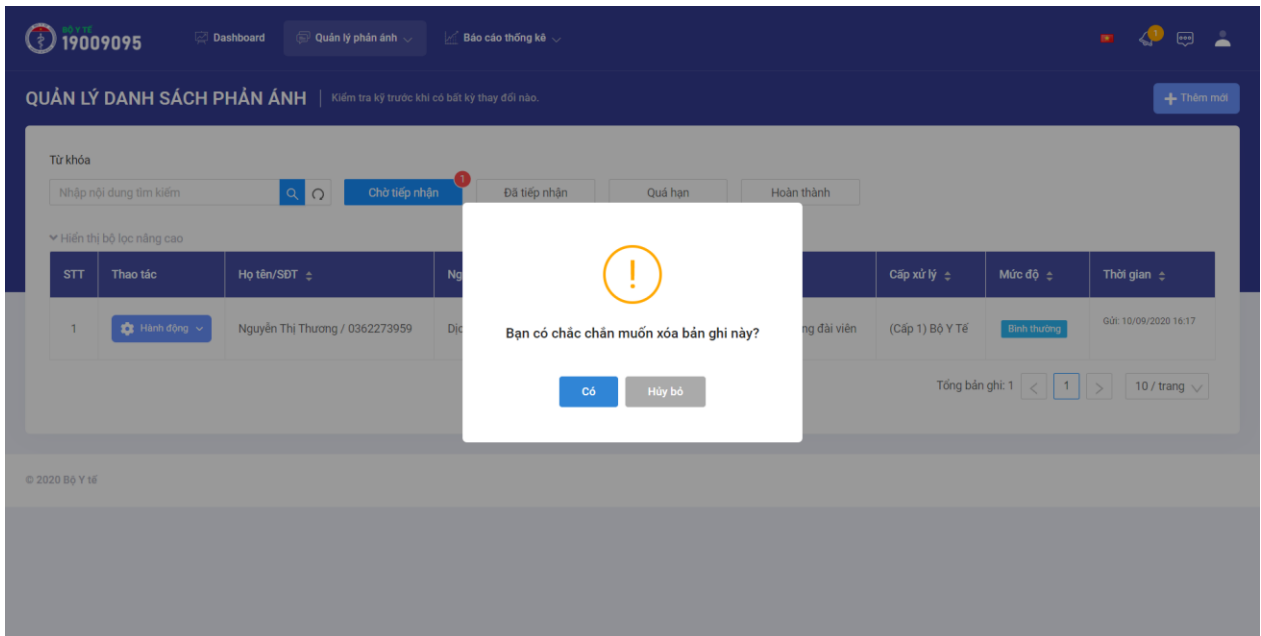 BỘ Y TẾ
19009095
Dashboard
Quản lý phản ánh
Báo cáo thống kê
1
QUẢN LÝ DANH SÁCH PHẢN ÁNH
Kiểm tra kỹ trước khi có bất kỳ thay đổi nào.
Thêm mới
Từ khóa
Nhập nội dung tìm kiếm
Chờ tiếp nhận
1
Đã tiếp nhận
Quá hạn
Hoàn thành
Hiển thị bộ lọc nâng cao
STT
Thao tác
Họ tên/SĐT
Ng
Cấp xử lý
Mức độ
Thời gian
1
Hành động
Nguyễn Thị Thương / 0362273959
Dịc
ng đài viên
(Cấp 1) Bộ Y Tế
Bình thường
Gửi: 10/09/2020 16:17
!
Bạn có chắc chắn muốn xóa bản ghi này?
Có
Hủy bỏ
Tổng bản ghi: 1
<
1
>
10 / trang
© 2020 Bộ Y tế